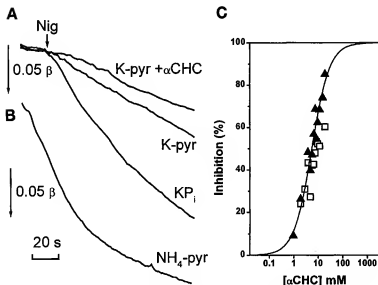 A
Nig
K-pyr +αCHC
0.05 β
K-pyr
B
KPi
0.05 β
20 s
NH4-pyr
C
100
80
60
40
20
0
Inhibition (%)
0.1 1 10 100 1000
[αCHC] mM